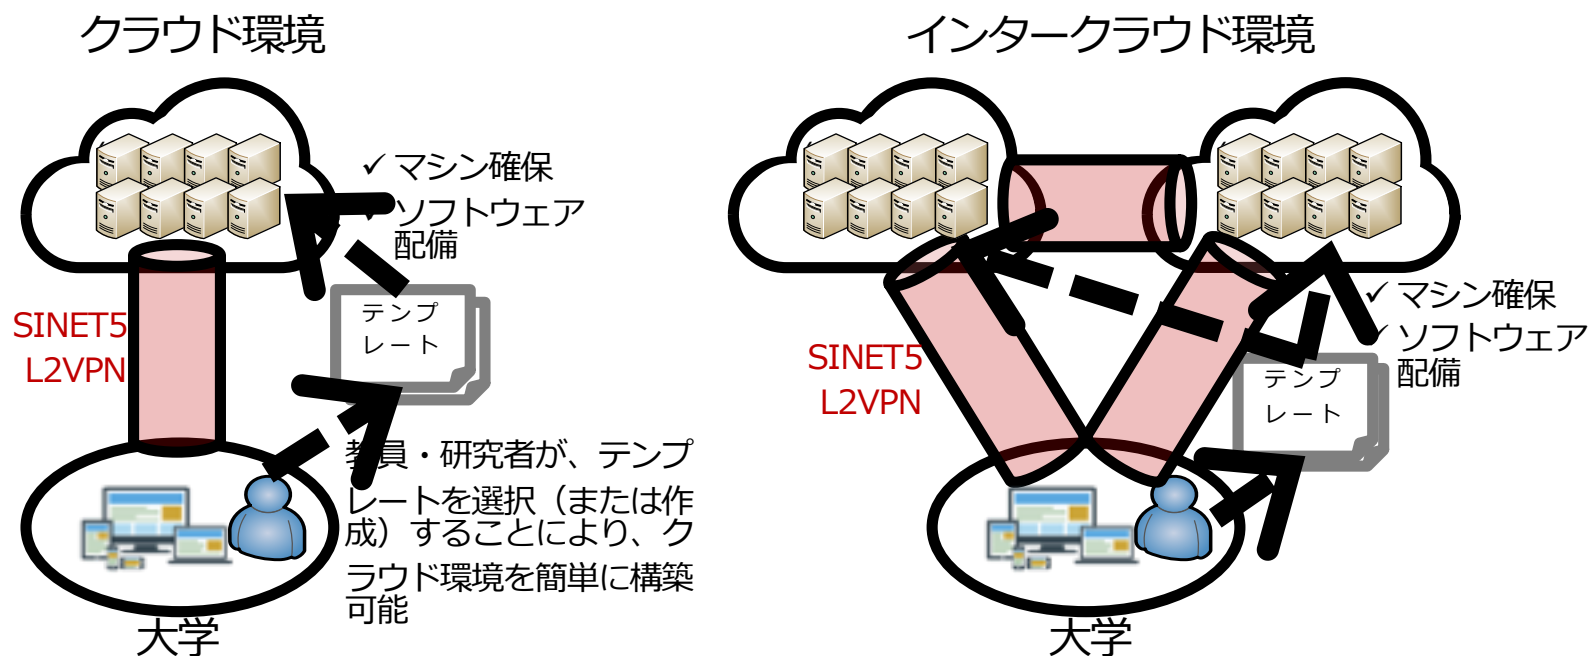 クラウド環境
✓ マシン確保
✓ ソフトウェア
配備
テンプ
レート
SINET5
L2VPN
教員・研究者が、テンプ
レートを選択（または作
成）することにより、ク
ラウド環境を簡単に構築
可能
大学
インタークラウド環境
✓ マシン確保
✓ ソフトウェア
配備
テンプ
レート
SINET5
L2VPN
大学